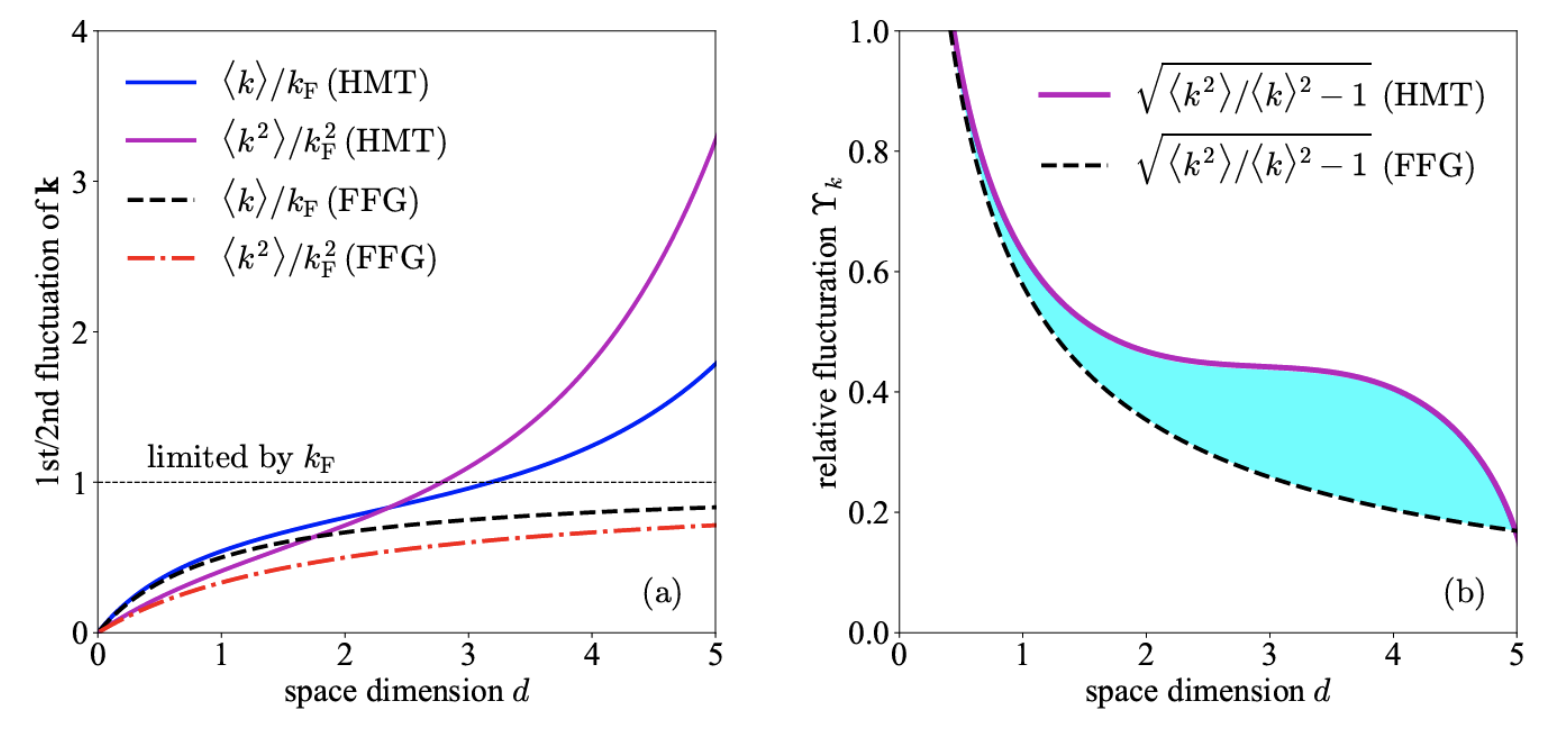 4
3
2
1
0
1st/2nd fluctuation of k
⟨k⟩/k_F (HMT)
⟨k²⟩/k_F² (HMT)
⟨k⟩/k_F (FFG)
⟨k²⟩/k_F² (FFG)
limited by k_F
(a)
0 1 2 3 4 5
space dimension d
1.0
0.8
0.6
0.4
0.2
0.0
relative flucturation ϒ_k
√⟨k²⟩/⟨k⟩² − 1 (HMT)
√⟨k²⟩/⟨k⟩² − 1 (FFG)
(b)
0 1 2 3 4 5
space dimension d